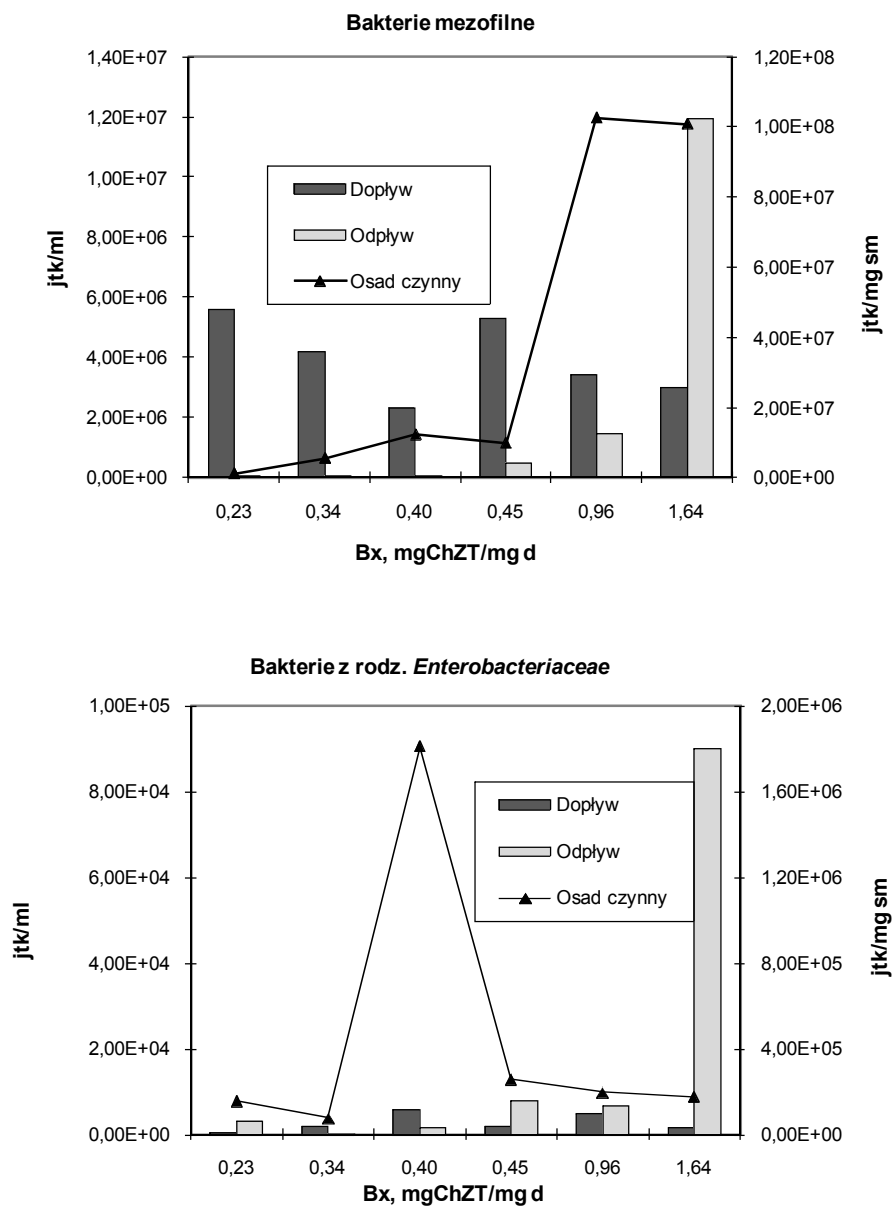 Bakterie mezofilne
1,40E+07
1,20E+07
1,00E+07
8,00E+06
6,00E+06
4,00E+06
2,00E+06
0,00E+00
jtk/ml
1,20E+08
1,00E+08
8,00E+07
6,00E+07
4,00E+07
2,00E+07
0,00E+00
jtk/mg sm
Dopływ
Odpływ
Osad czynny
0,23 0,34 0,40 0,45 0,96 1,64
Bx, mgChZT/mg d
Bakterie z rodz. Enterobacteriaceae
1,00E+05
8,00E+04
6,00E+04
4,00E+04
2,00E+04
0,00E+00
jtk/ml
2,00E+06
1,60E+06
1,20E+06
8,00E+05
4,00E+05
0,00E+00
jtk/mg sm
Dopływ
Odpływ
Osad czynny
0,23 0,34 0,40 0,45 0,96 1,64
Bx, mgChZT/mg d